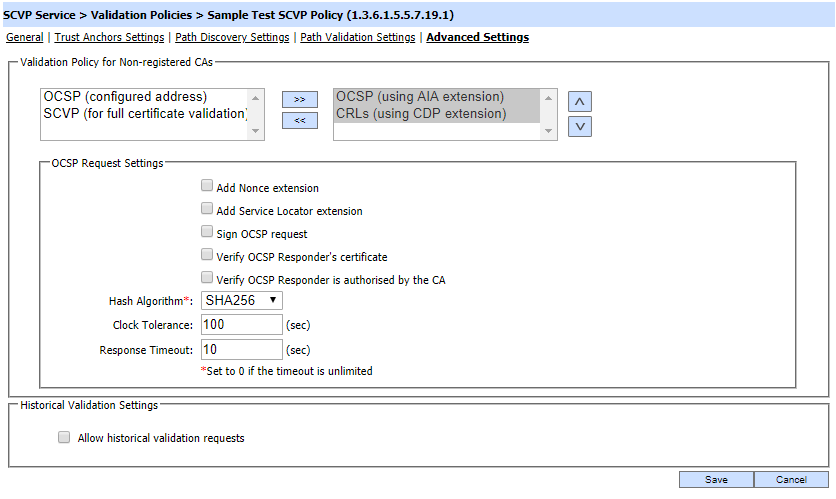 SCVP Service > Validation Policies > Sample Test SCVP Policy (1.3.6.1.5.5.7.19.1)
General | Trust Anchors Settings | Path Discovery Settings | Path Validation Settings | Advanced Settings
Validation Policy for Non-registered CAs
OCSP (configured address)
SCVP (for full certificate validation)
>>
<<
OCSP (using AIA extension)
CRLs (using CDP extension)
OCSP Request Settings
Add Nonce extension
Add Service Locator extension
Sign OCSP request
Verify OCSP Responder's certificate
Verify OCSP Responder is authorised by the CA
Hash Algorithm*: SHA256
Clock Tolerance: 100 (sec)
Response Timeout: 10 (sec)
*Set to 0 if the timeout is unlimited
Historical Validation Settings
Allow historical validation requests
Save Cancel